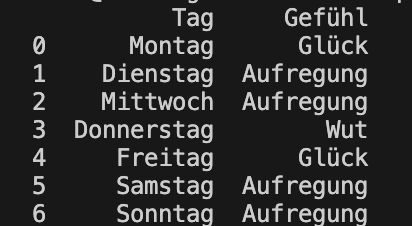 Tag Gefühl
0 Montag Glück
1 Dienstag Aufregung
2 Mittwoch Aufregung
3 Donnerstag Wut
4 Freitag Glück
5 Samstag Aufregung
6 Sonntag Aufregung